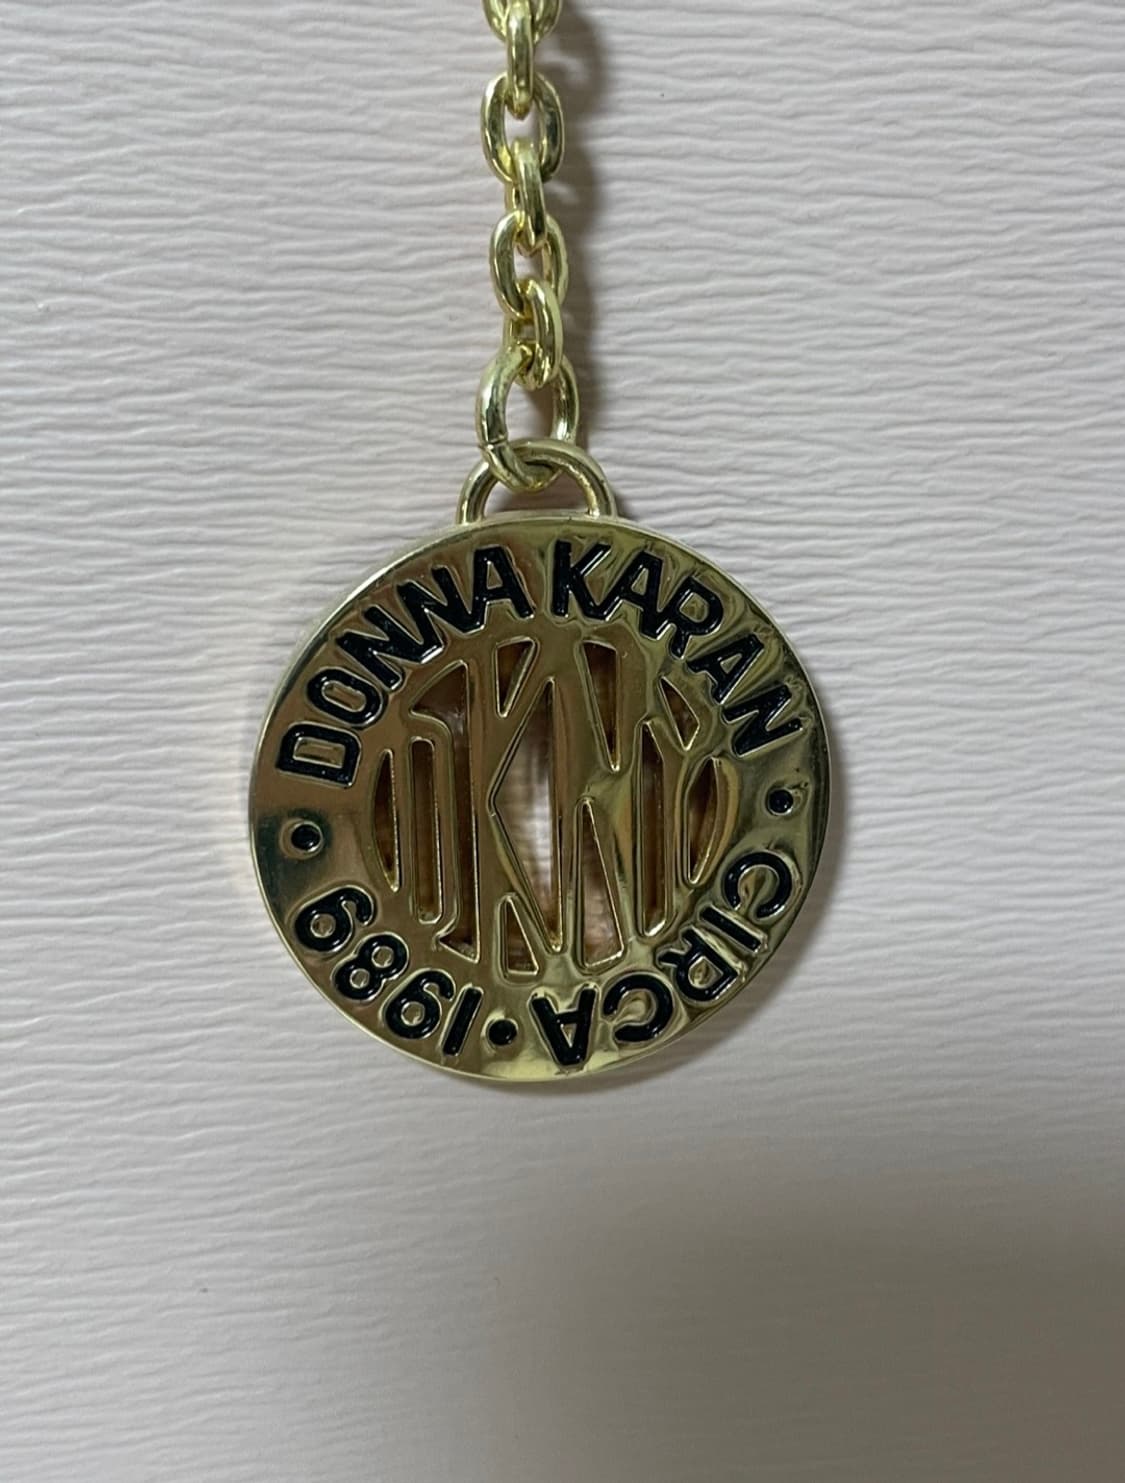 DONNA KARAN • CIRCA • 1989 •
DKNY